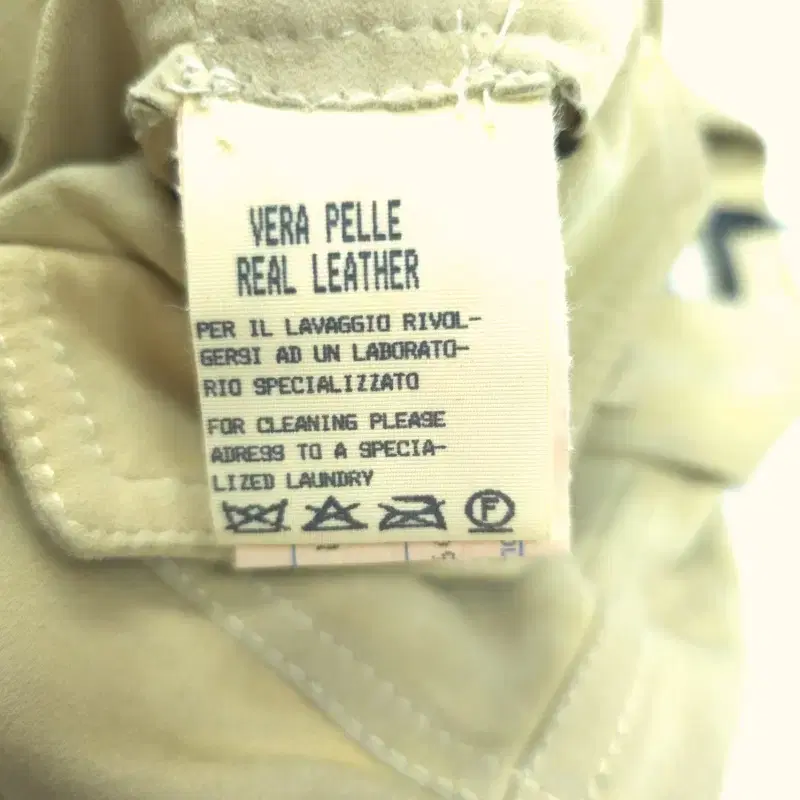 VERA PELLE
REAL LEATHER
PER IL LAVAGGIO RIVOL-
GERSI AD UN LABORATO-
RIO SPECIALIZZATO
FOR CLEANING PLEASE
ADRESS TO A SPECIA-
LIZED LAUNDRY
F